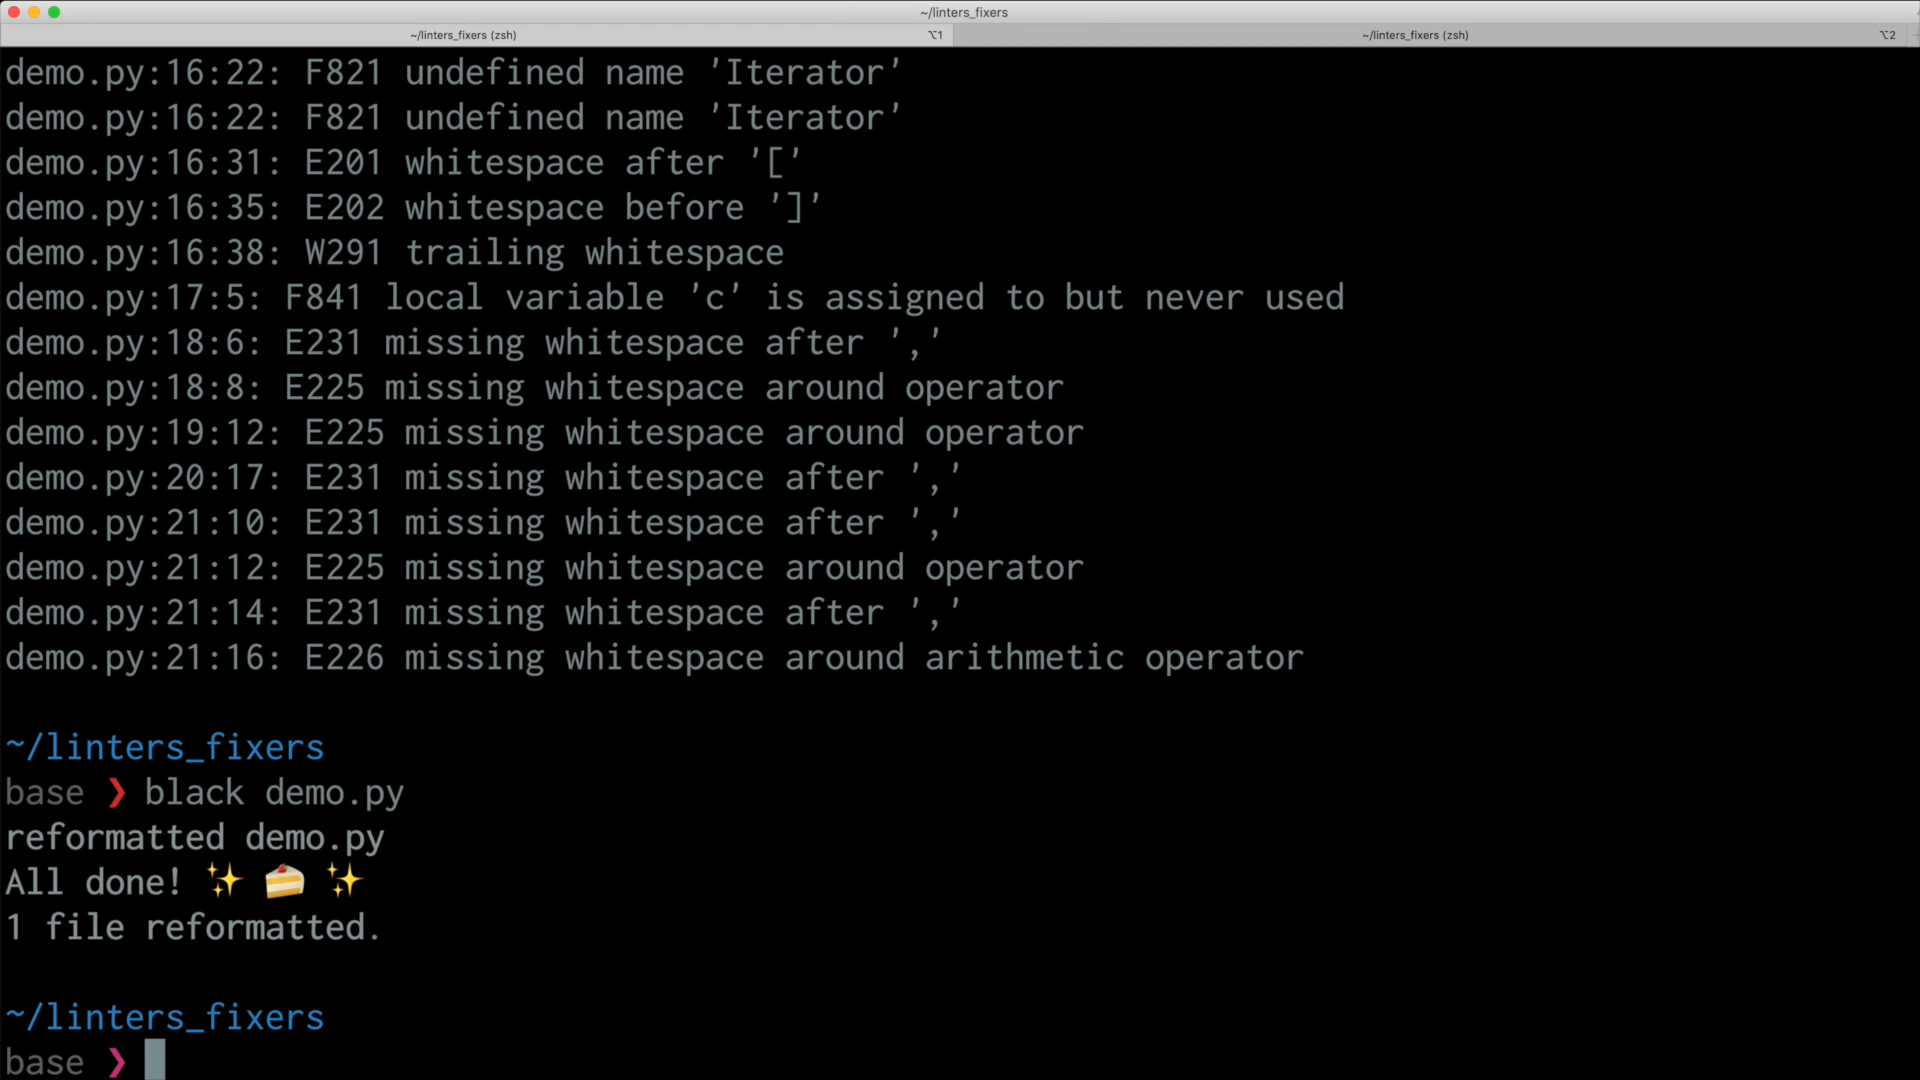 ~/linters_fixers
~/linters_fixers (zsh) ⌥1 ~/linters_fixers (zsh) ⌥2
demo.py:16:22: F821 undefined name 'Iterator'
demo.py:16:22: F821 undefined name 'Iterator'
demo.py:16:31: E201 whitespace after '['
demo.py:16:35: E202 whitespace before ']'
demo.py:16:38: W291 trailing whitespace
demo.py:17:5: F841 local variable 'c' is assigned to but never used
demo.py:18:6: E231 missing whitespace after ','
demo.py:18:8: E225 missing whitespace around operator
demo.py:19:12: E225 missing whitespace around operator
demo.py:20:17: E231 missing whitespace after ','
demo.py:21:10: E231 missing whitespace after ','
demo.py:21:12: E225 missing whitespace around operator
demo.py:21:14: E231 missing whitespace after ','
demo.py:21:16: E226 missing whitespace around arithmetic operator
~/linters_fixers
base ❯ black demo.py
reformatted demo.py
All done! ✨ 🍰 ✨
1 file reformatted.
~/linters_fixers
base ❯